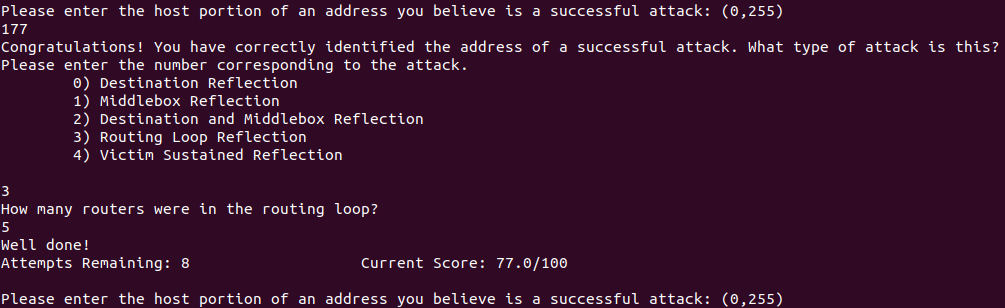 Please enter the host portion of an address you believe is a successful attack: (0,255)
177
Congratulations! You have correctly identified the address of a successful attack. What type of attack is this?
Please enter the number corresponding to the attack.
0) Destination Reflection
1) Middlebox Reflection
2) Destination and Middlebox Reflection
3) Routing Loop Reflection
4) Victim Sustained Reflection
3
How many routers were in the routing loop?
5
Well done!
Attempts Remaining: 8 Current Score: 77.0/100
Please enter the host portion of an address you believe is a successful attack: (0,255)